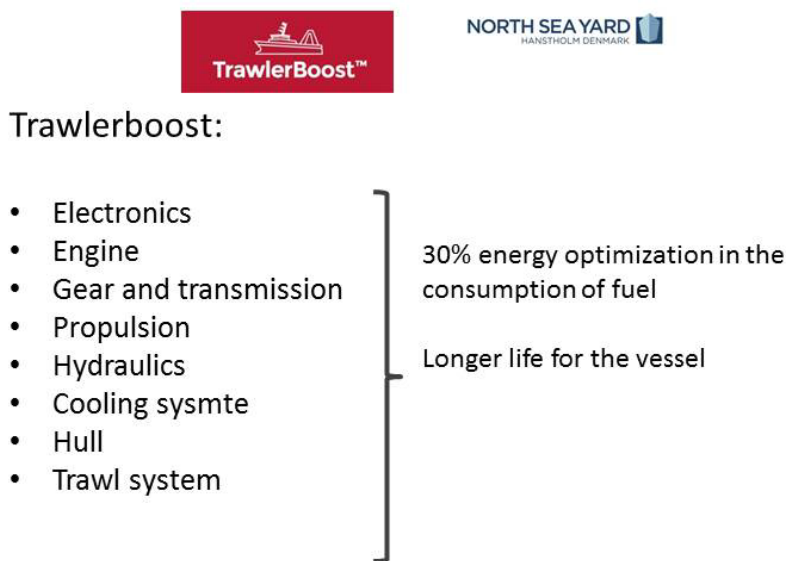 TrawlerBoost™
NORTH SEA YARD
HANSTHOLM DENMARK
Trawlerboost:
• Electronics
• Engine
• Gear and transmission
• Propulsion
• Hydraulics
• Cooling sysmte
• Hull
• Trawl system
30% energy optimization in the
consumption of fuel
Longer life for the vessel